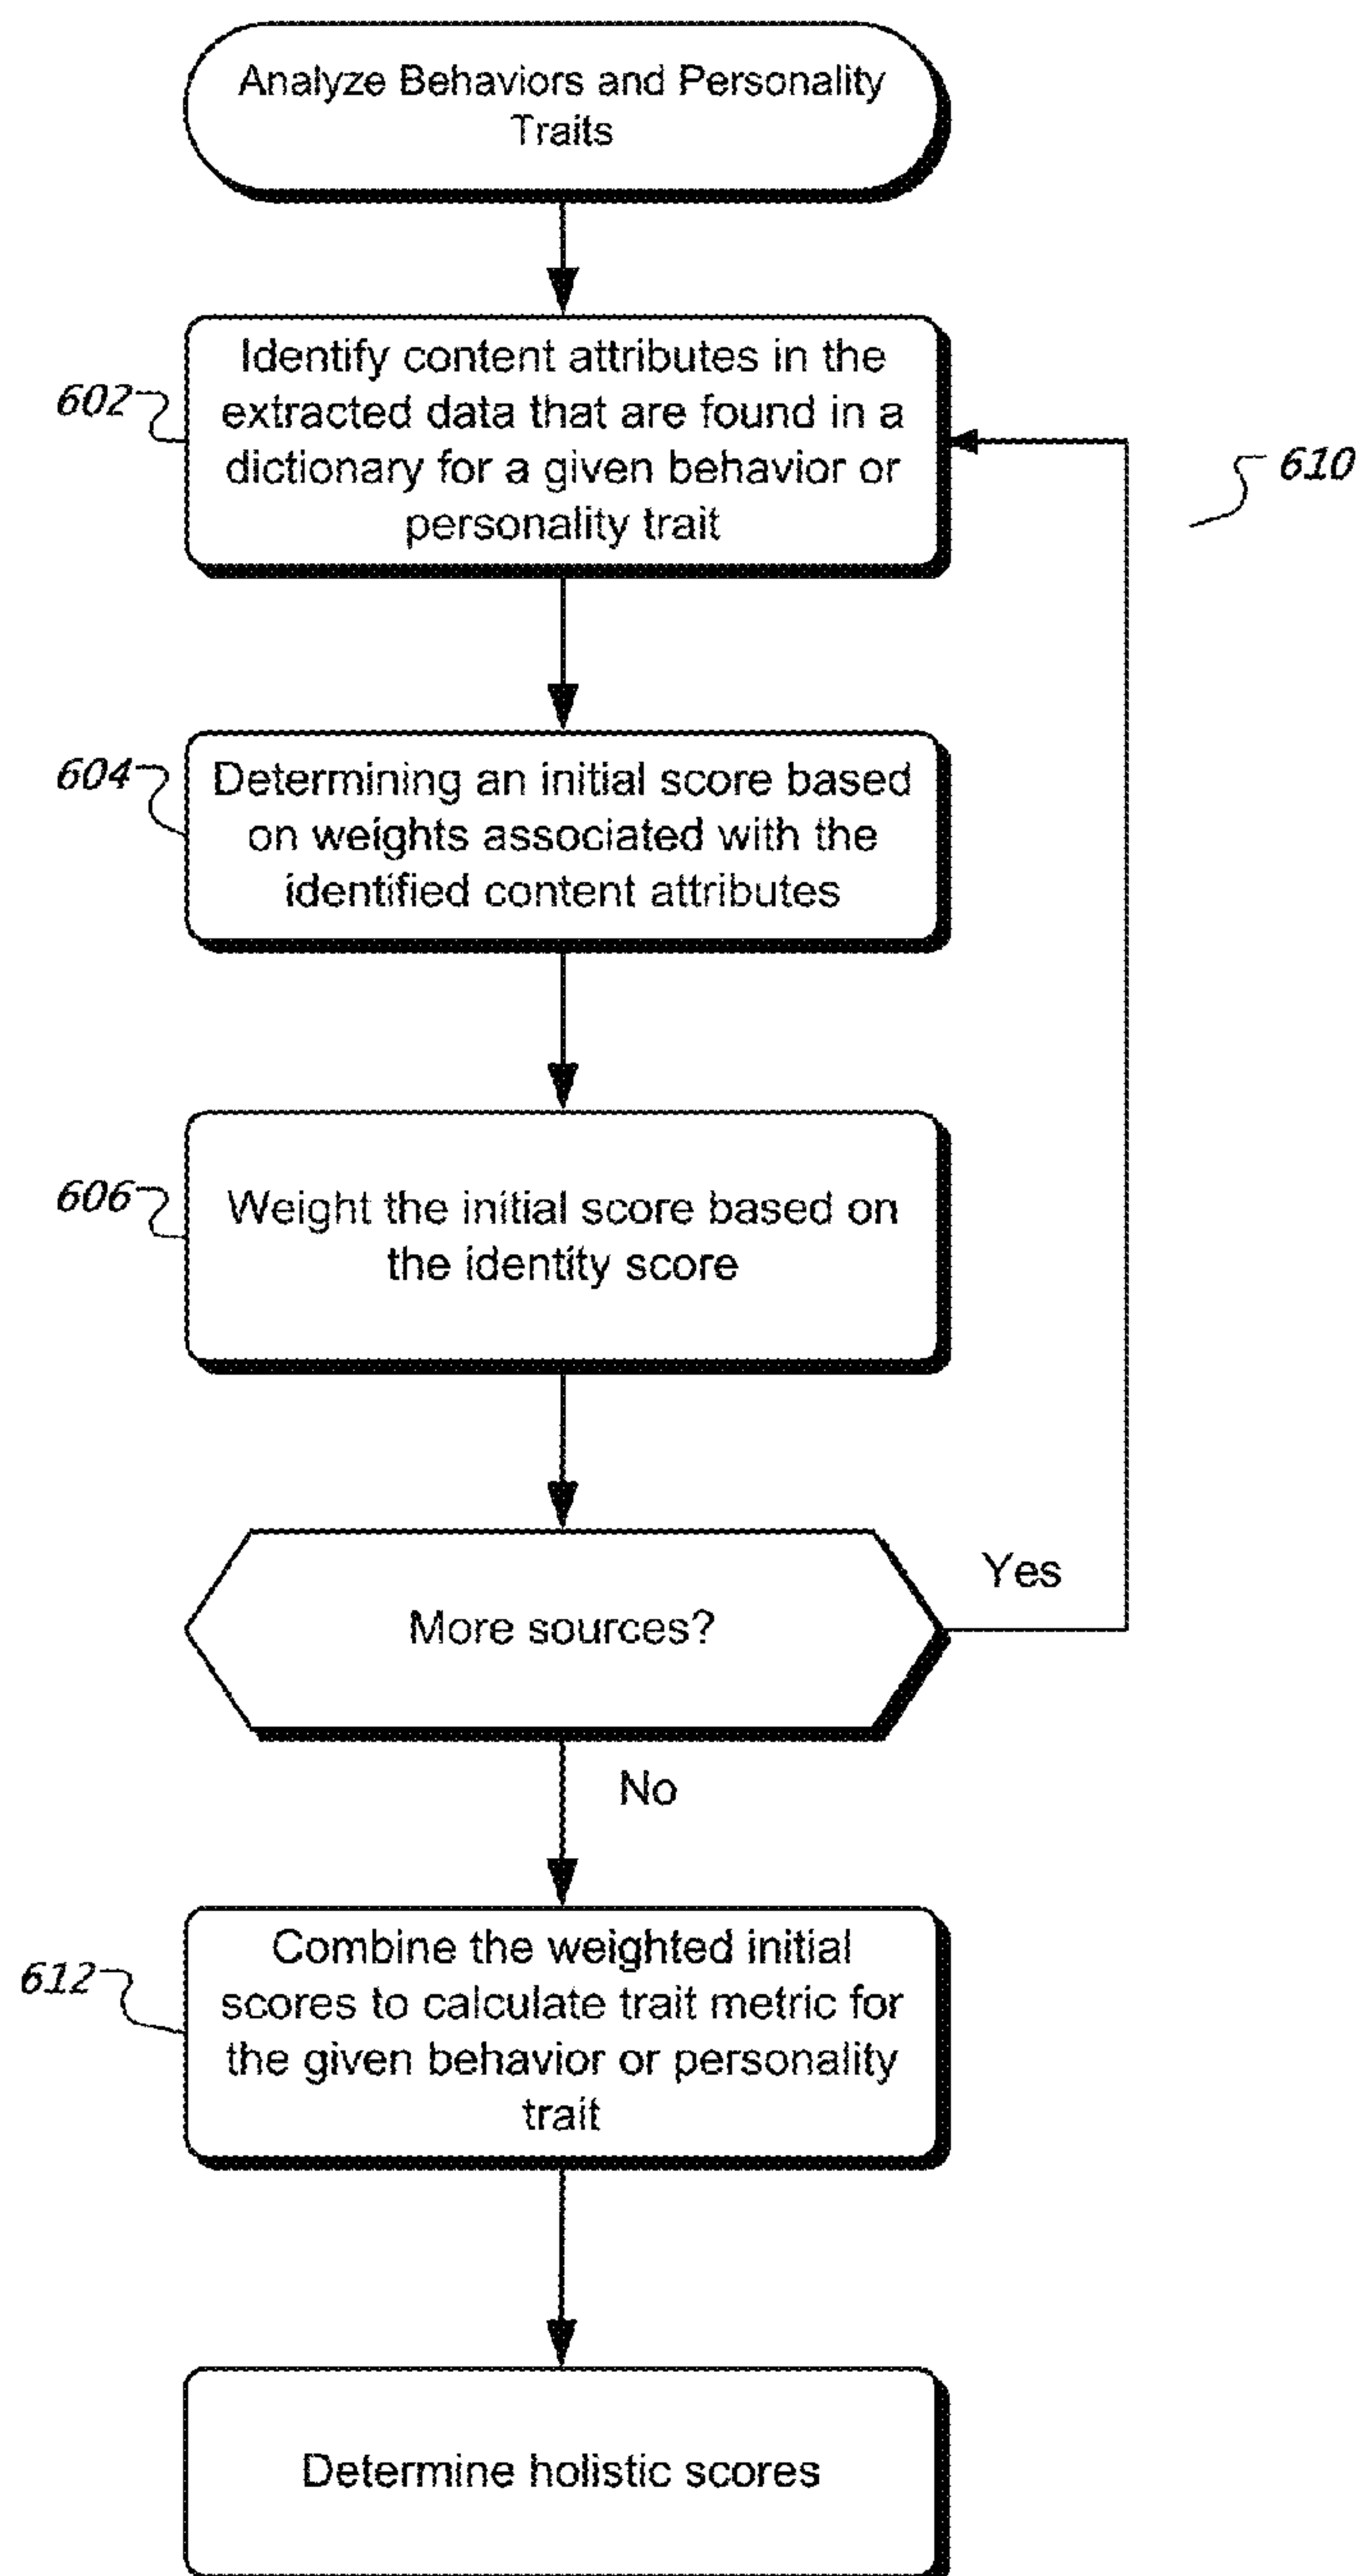 Analyze Behaviors and Personality
Traits
602
Identify content attributes in the
extracted data that are found in a
dictionary for a given behavior or
personality trait
610
604
Determining an initial score based
on weights associated with the
identified content attributes
606
Weight the initial score based on
the identity score
More sources?
Yes
No
612
Combine the weighted initial
scores to calculate trait metric for
the given behavior or personality
trait
Determine holistic scores